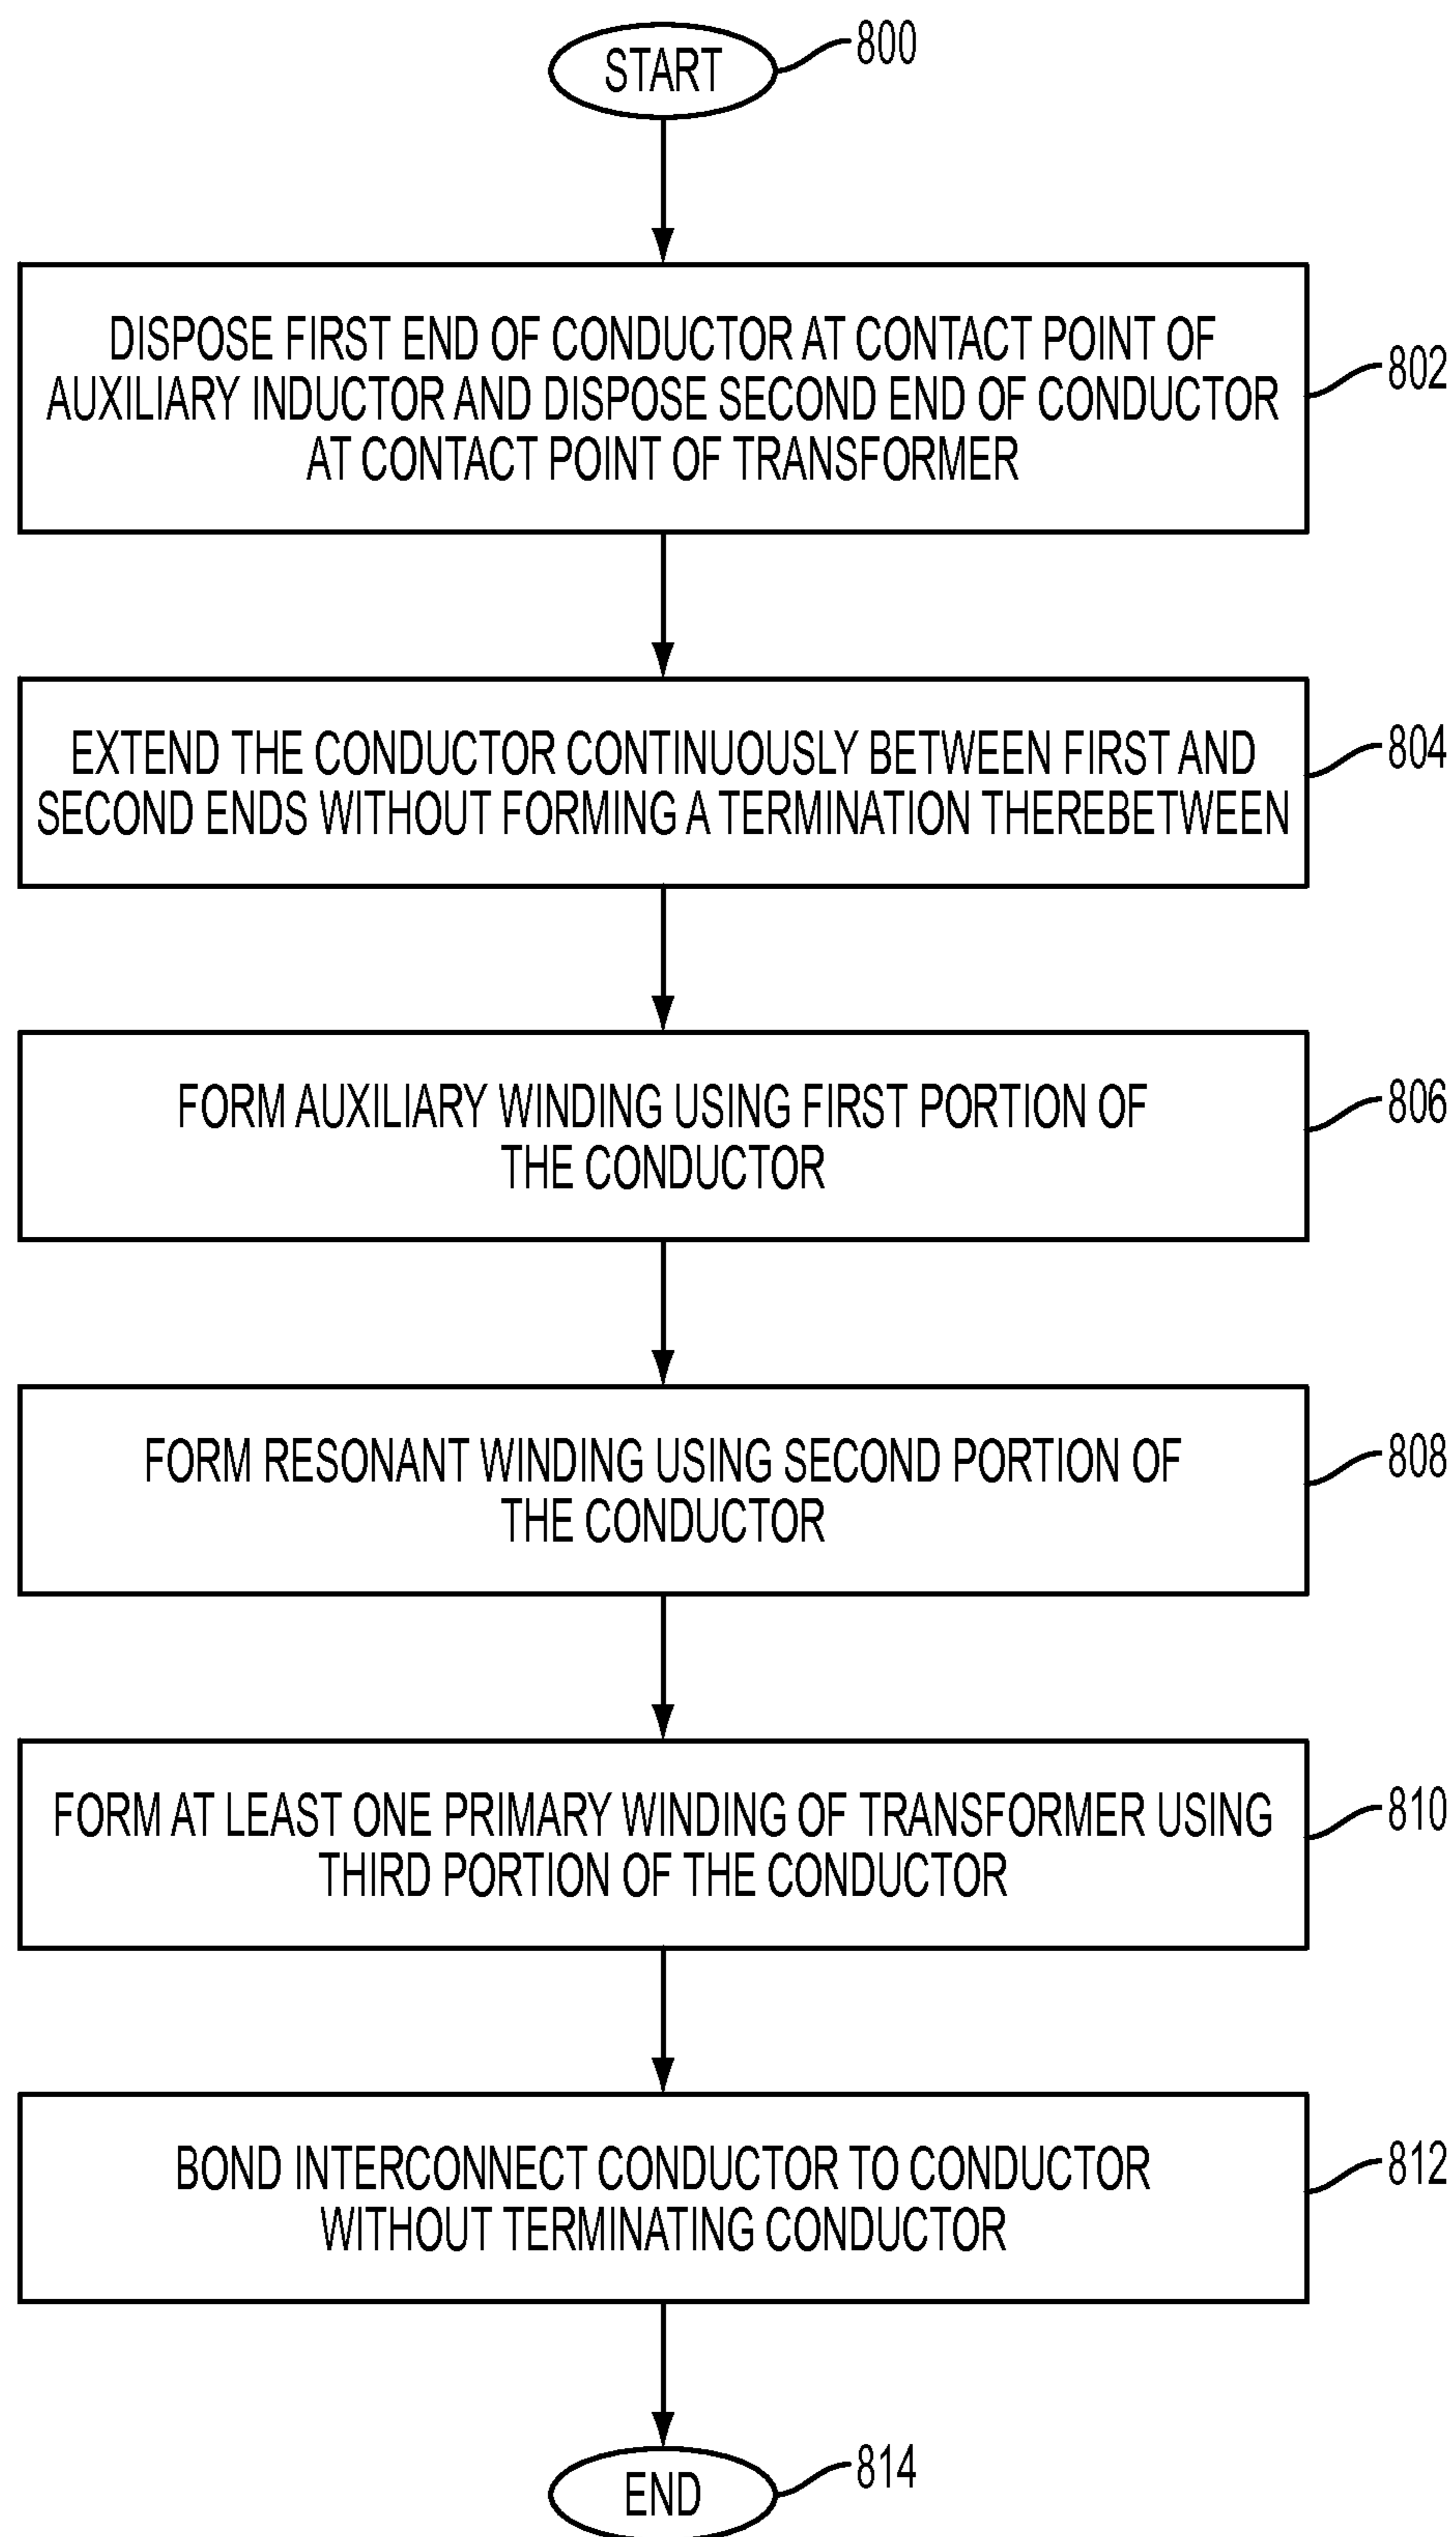 START
800
DISPOSE FIRST END OF CONDUCTOR AT CONTACT POINT OF
AUXILIARY INDUCTOR AND DISPOSE SECOND END OF CONDUCTOR
AT CONTACT POINT OF TRANSFORMER
802
EXTEND THE CONDUCTOR CONTINUOUSLY BETWEEN FIRST AND
SECOND ENDS WITHOUT FORMING A TERMINATION THEREBETWEEN
804
FORM AUXILIARY WINDING USING FIRST PORTION OF
THE CONDUCTOR
806
FORM RESONANT WINDING USING SECOND PORTION OF
THE CONDUCTOR
808
FORM AT LEAST ONE PRIMARY WINDING OF TRANSFORMER USING
THIRD PORTION OF THE CONDUCTOR
810
BOND INTERCONNECT CONDUCTOR TO CONDUCTOR
WITHOUT TERMINATING CONDUCTOR
812
END
814